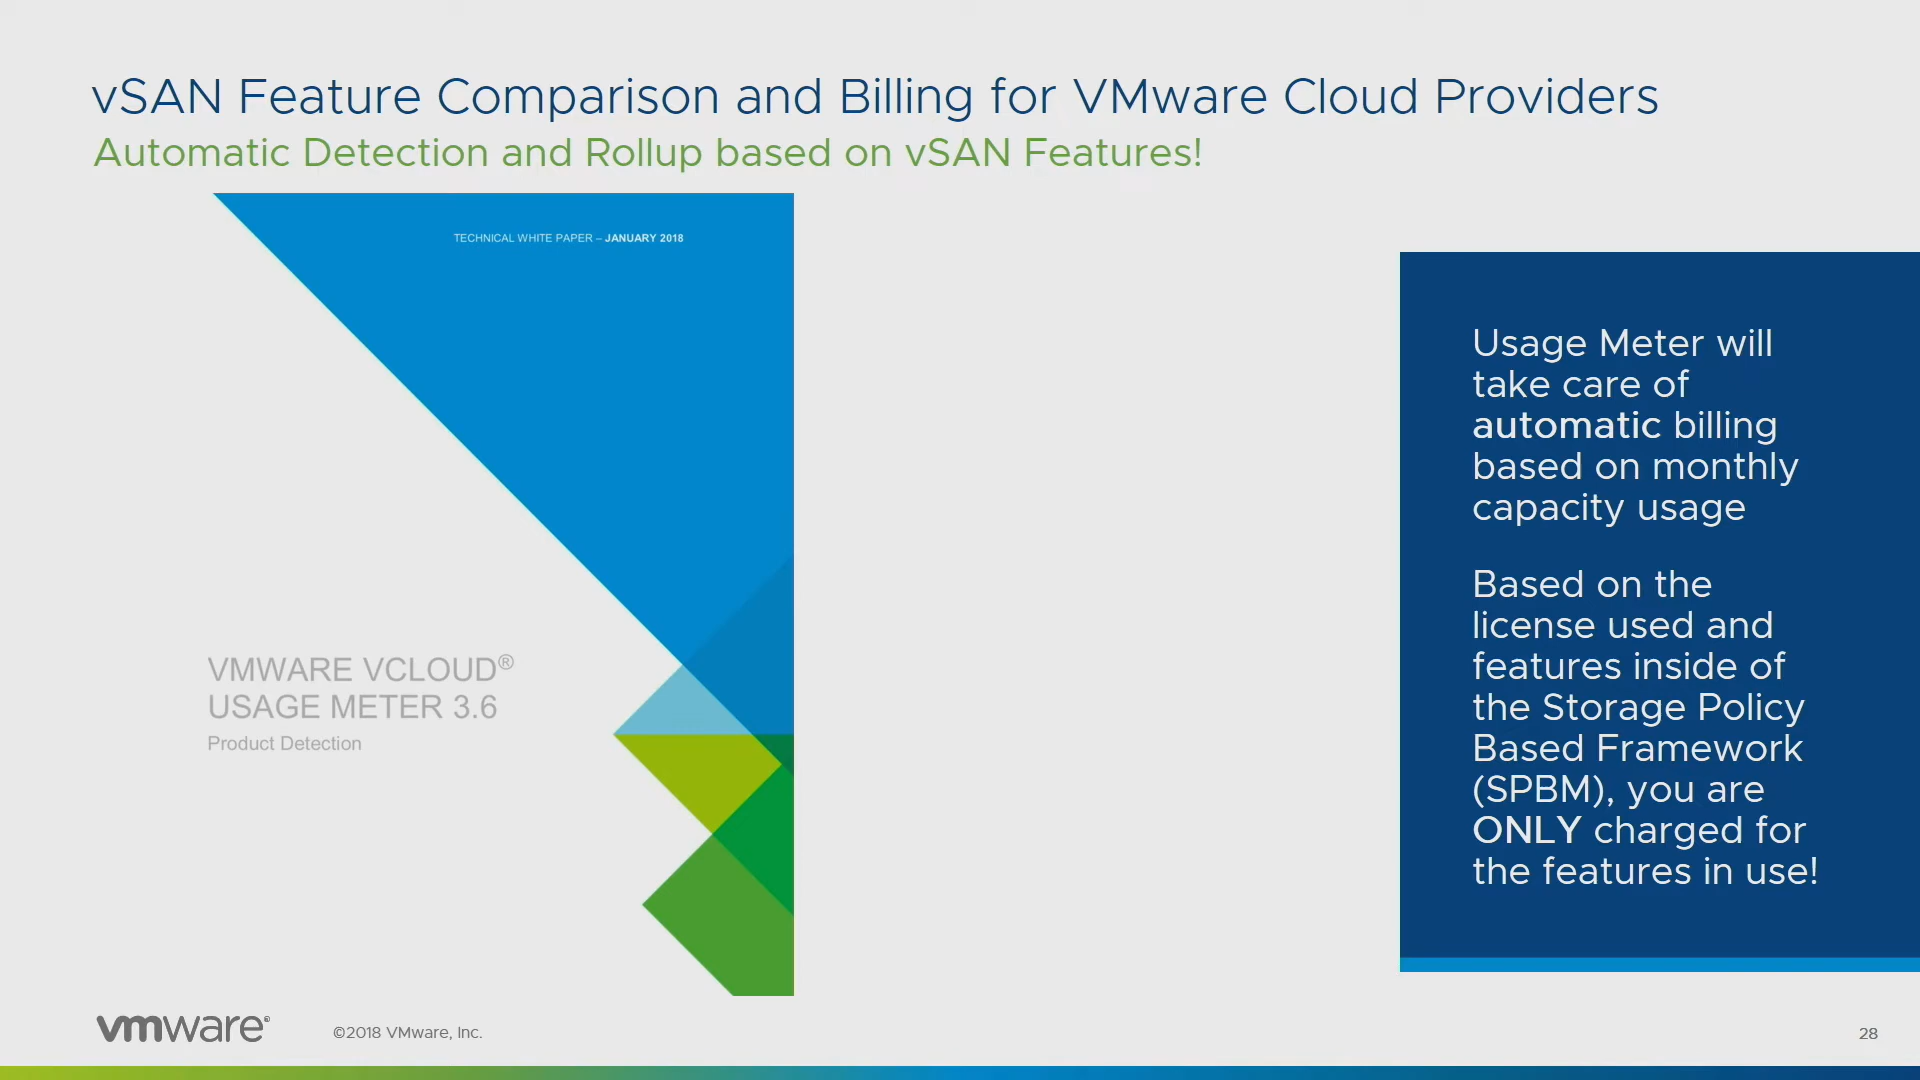 vSAN Feature Comparison and Billing for VMware Cloud Providers
Automatic Detection and Rollup based on vSAN Features!
TECHNICAL WHITE PAPER – JANUARY 2018
VMWARE VCLOUD®
USAGE METER 3.6
Product Detection
Usage Meter will
take care of
automatic billing
based on monthly
capacity usage
Based on the
license used and
features inside of
the Storage Policy
Based Framework
(SPBM), you are
ONLY charged for
the features in use!
vmware®
©2018 VMware, Inc.
28